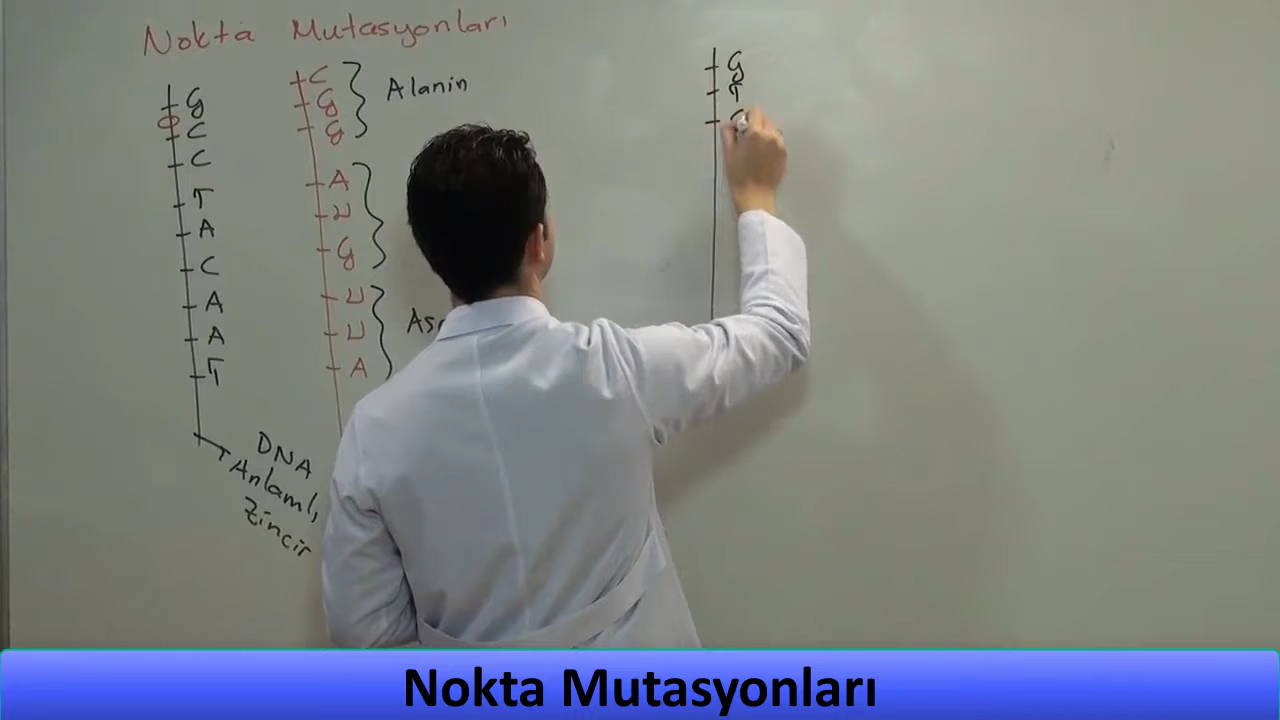 Nokta Mutasyonları
G
C
C
T
A
C
A
A
T
DNA
Anlamlı
Zincir
C
G
G
A
U
G
U
U
A
Alanin
G
T
Nokta Mutasyonları